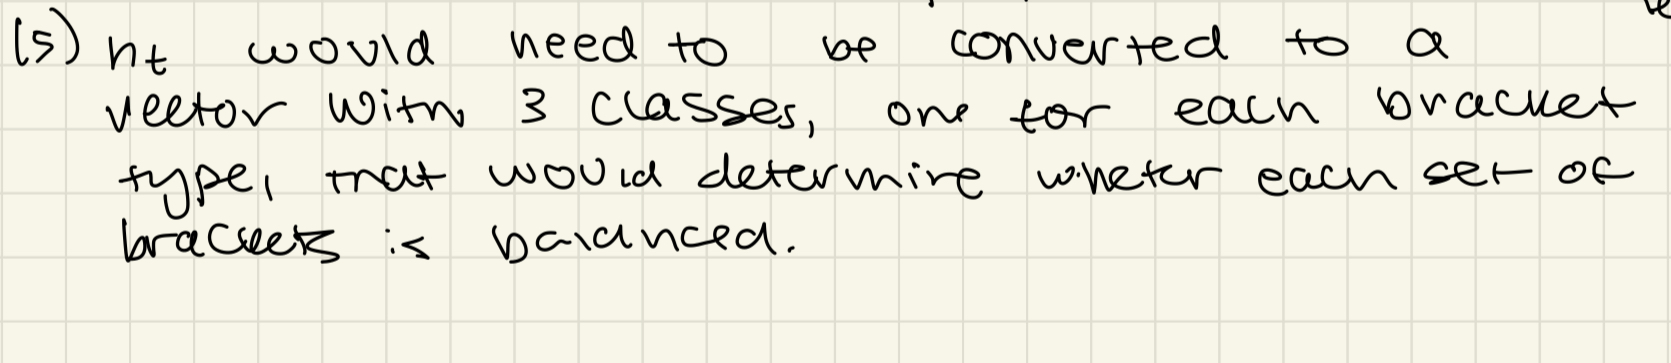 (5) ht would need to be converted to a
vector with 3 classes, one for each bracket
type, that would determine wheter each set of
brackets is balanced.